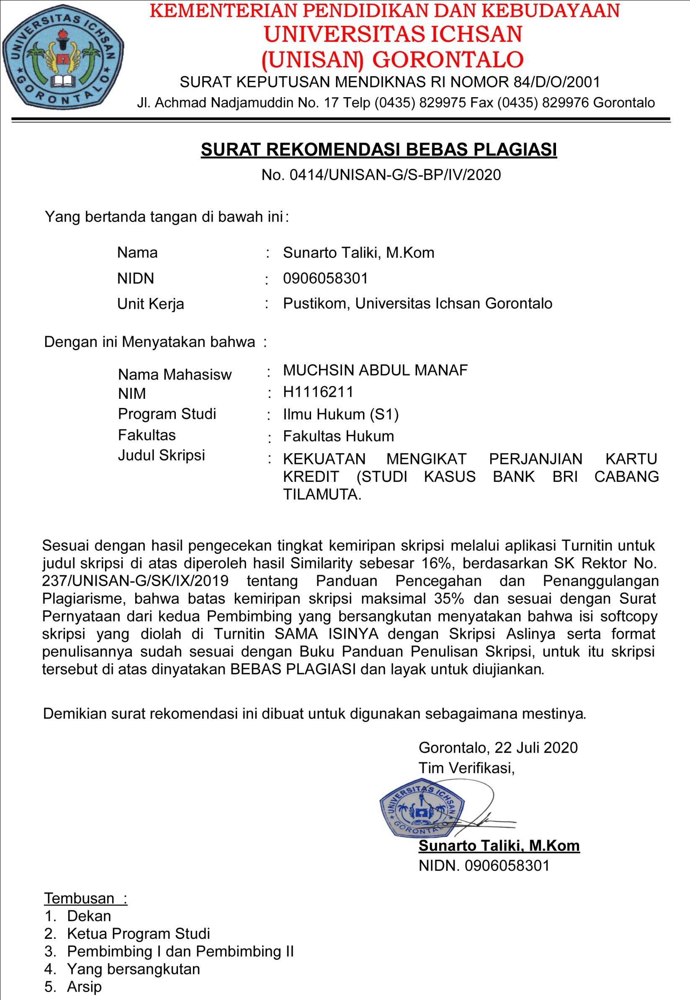 UNIVERSITAS ICHSAN
GORONTALO
KEMENTERIAN PENDIDIKAN DAN KEBUDAYAAN
UNIVERSITAS ICHSAN
(UNISAN) GORONTALO
SURAT KEPUTUSAN MENDIKNAS RI NOMOR 84/D/O/2001
Jl. Achmad Nadjamuddin No. 17 Telp (0435) 829975 Fax (0435) 829976 Gorontalo
SURAT REKOMENDASI BEBAS PLAGIASI
No. 0414/UNISAN-G/S-BP/IV/2020
Yang bertanda tangan di bawah ini :
Nama : Sunarto Taliki, M.Kom
NIDN : 0906058301
Unit Kerja : Pustikom, Universitas Ichsan Gorontalo
Dengan ini Menyatakan bahwa :
Nama Mahasisw : MUCHSIN ABDUL MANAF
NIM : H1116211
Program Studi : Ilmu Hukum (S1)
Fakultas : Fakultas Hukum
Judul Skripsi : KEKUATAN MENGIKAT PERJANJIAN KARTU
KREDIT (STUDI KASUS BANK BRI CABANG
TILAMUTA.
Sesuai dengan hasil pengecekan tingkat kemiripan skripsi melalui aplikasi Turnitin untuk
judul skripsi di atas diperoleh hasil Similarity sebesar 16%, berdasarkan SK Rektor No.
237/UNISAN-G/SK/IX/2019 tentang Panduan Pencegahan dan Penanggulangan
Plagiarisme, bahwa batas kemiripan skripsi maksimal 35% dan sesuai dengan Surat
Pernyataan dari kedua Pembimbing yang bersangkutan menyatakan bahwa isi softcopy
skripsi yang diolah di Turnitin SAMA ISINYA dengan Skripsi Aslinya serta format
penulisannya sudah sesuai dengan Buku Panduan Penulisan Skripsi, untuk itu skripsi
tersebut di atas dinyatakan BEBAS PLAGIASI dan layak untuk diujiankan.
Demikian surat rekomendasi ini dibuat untuk digunakan sebagaimana mestinya.
Gorontalo, 22 Juli 2020
Tim Verifikasi,
UNIVERSITAS ICHSAN
GORONTALO
Sunarto Taliki, M.Kom
NIDN. 0906058301
Tembusan :
1. Dekan
2. Ketua Program Studi
3. Pembimbing I dan Pembimbing II
4. Yang bersangkutan
5. Arsip